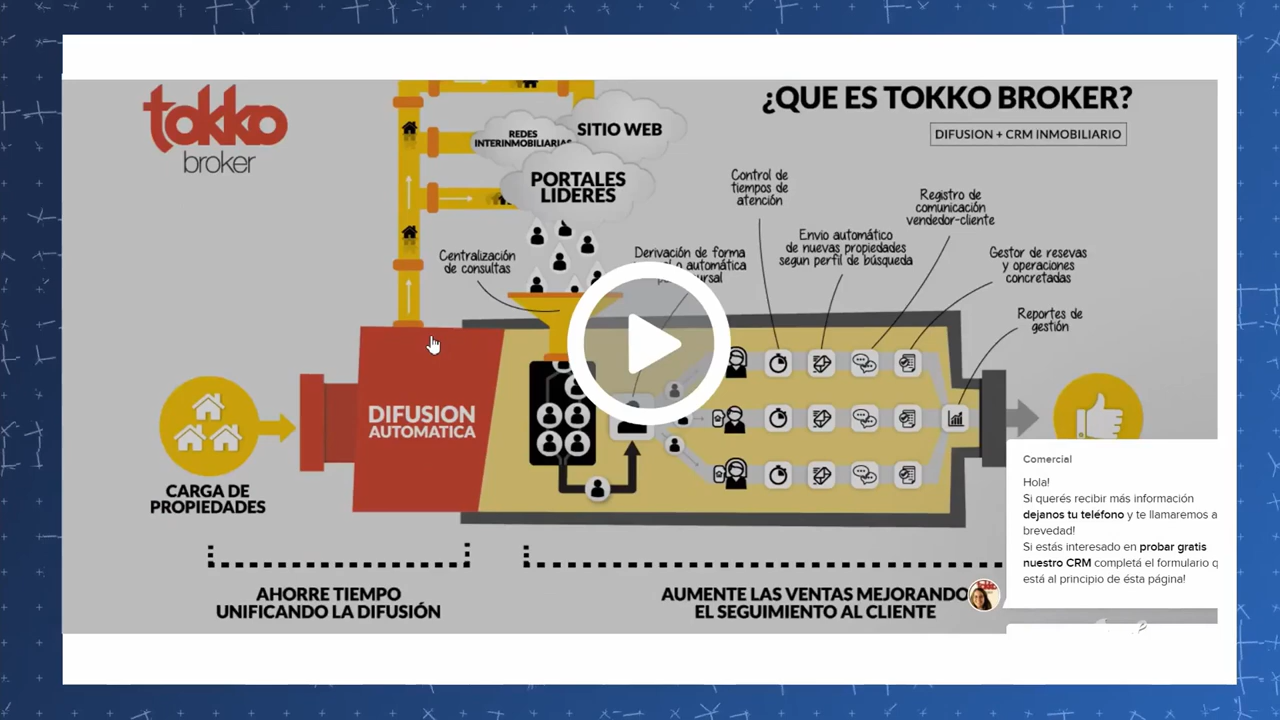 tokko
broker
¿QUE ES TOKKO BROKER?
DIFUSION + CRM INMOBILIARIO
REDES
INTERINMOBILIARIAS
SITIO WEB
PORTALES
LIDERES
Control de
tiempos de
atención
Registro de
comunicación
vendedor-cliente
Envio automático
de nuevas propiedades
segun perfil de búsqueda
Centralización
de consultas
Derivación de forma
automática
Gestor de resevas
y operaciones
concretadas
Reportes de
gestión
DIFUSION
AUTOMATICA
CARGA DE
PROPIEDADES
AHORRE TIEMPO
UNIFICANDO LA DIFUSIÓN
AUMENTE LAS VENTAS MEJORANDO
EL SEGUIMIENTO AL CLIENTE
Comercial
Hola!
Si querés recibir más información
dejanos tu teléfono y te llamaremos a
brevedad!
Si estás interesado en probar gratis
nuestro CRM completá el formulario q
está al principio de ésta página!